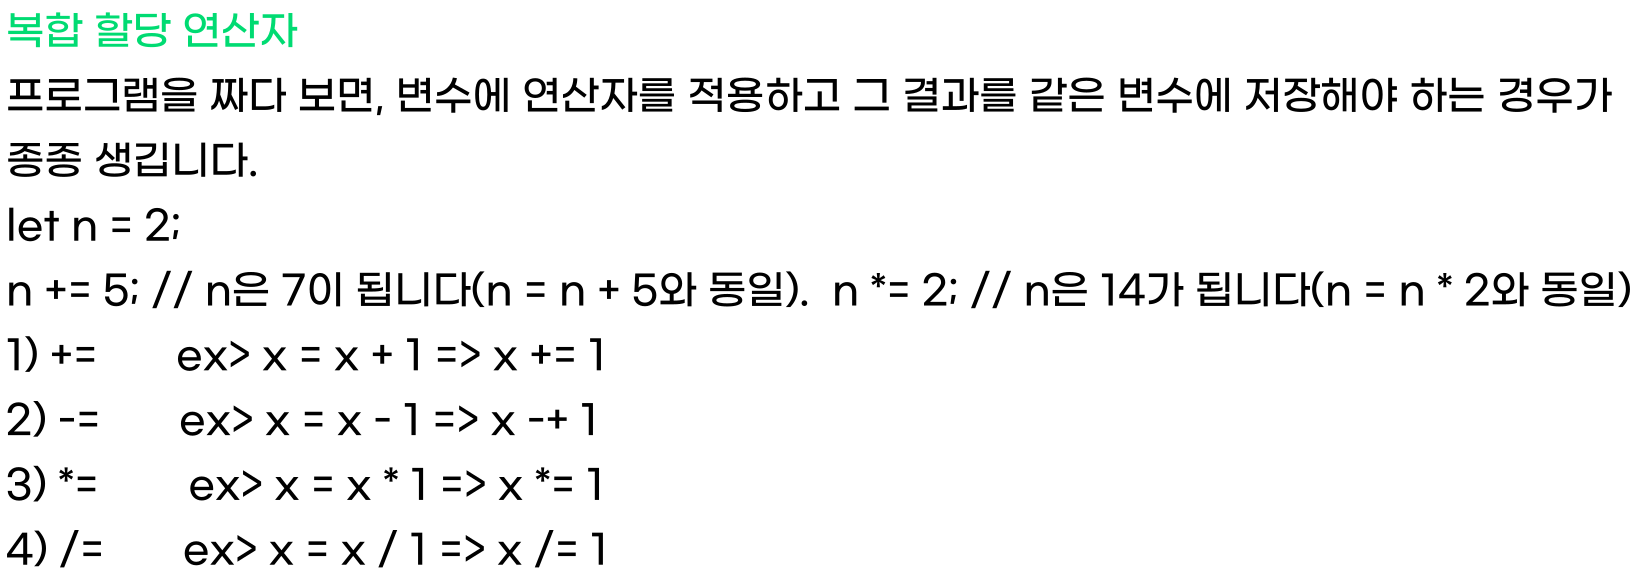 복합 할당 연산자
프로그램을 짜다 보면, 변수에 연산자를 적용하고 그 결과를 같은 변수에 저장해야 하는 경우가
종종 생깁니다.
let n = 2;
n += 5; // n은 7이 됩니다(n = n + 5와 동일).  n *= 2; // n은 14가 됩니다(n = n * 2와 동일)
1) +=      ex> x = x + 1 => x += 1
2) -=      ex> x = x - 1 => x -+ 1
3) *=      ex> x = x * 1 => x *= 1
4) /=      ex> x = x / 1 => x /= 1